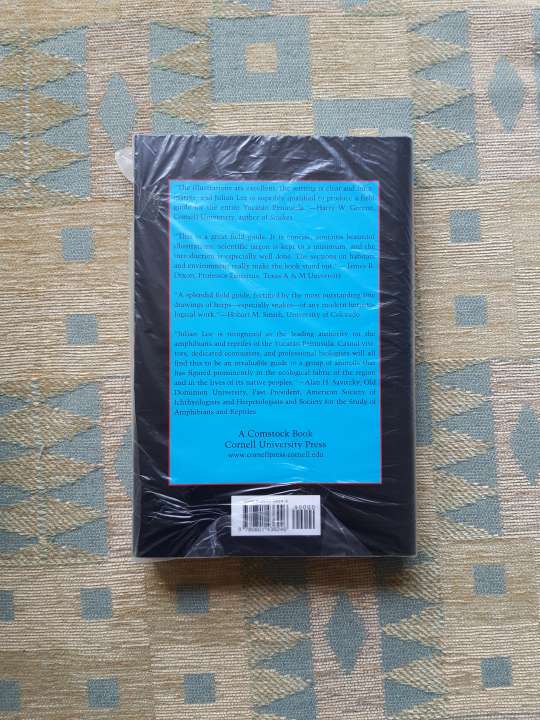 "The illustrations are excellent, the writing is clear and infor-
mative, and Julian Lee is superbly qualified to produce a field
guide for the entire Yucatán Peninsula."—Harry W. Greene,
Cornell University, author of Snakes
"This is a great field guide. It is concise, contains beautiful
illustrations, scientific jargon is kept to a minimum, and the
introduction is especially well done. The sections on habitats
and environment really make the book stand out."—James R.
Dixon, Professor Emeritus, Texas A & M University
"A splendid field guide, fortified by the most outstanding line
drawings of herps—especially snakes—of any modern herpeto-
logical work."—Hobart M. Smith, University of Colorado
"Julian Lee is recognized as the leading authority on the
amphibians and reptiles of the Yucatán Peninsula. Casual visi-
tors, dedicated ecotourists, and professional biologists will all
find this to be an invaluable guide to a group of animals that
has figured prominently in the ecological fabric of the region
and in the lives of its native peoples."—Alan H. Savitzky, Old
Dominion University, Past President, American Society of
Ichthyologists and Herpetologists and Society for the Study of
Amphibians and Reptiles
A Comstock Book
Cornell University Press
www.cornellpress.cornell.edu